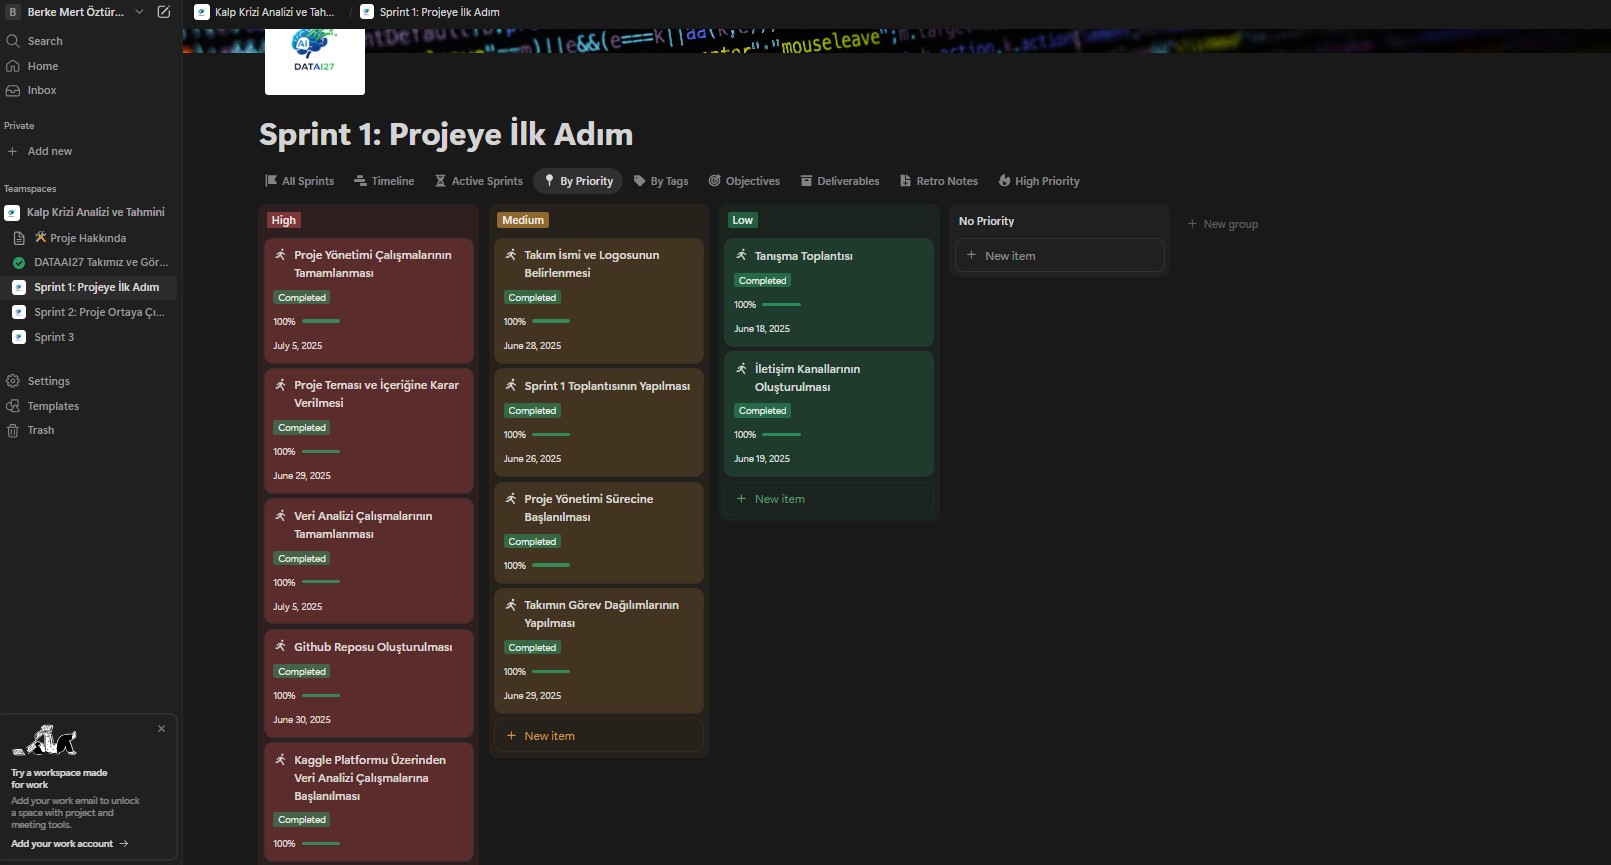 B Berke Mert Öztür...
Search
Home
Inbox
Private
Add new
Teamspaces
Kalp Krizi Analizi ve Tahmini
Proje Hakkında
DATAAI27 Takımız ve Gör...
Sprint 1: Projeye İlk Adım
Sprint 2: Proje Ortaya Çı...
Sprint 3
Settings
Templates
Trash
Try a workspace made
for work
Add your work email to unlock
a space with project and
meeting tools.
Add your work account →
Kalp Krizi Analizi ve Tah... / Sprint 1: Projeye İlk Adım
"mouseleave"
AI
DATAI27
Sprint 1: Projeye İlk Adım
All Sprints Timeline Active Sprints By Priority By Tags Objectives Deliverables Retro Notes High Priority
High
Proje Yönetimi Çalışmalarının
Tamamlanması
Completed
100%
July 5, 2025
Proje Teması ve İçeriğine Karar
Verilmesi
Completed
100%
June 29, 2025
Veri Analizi Çalışmalarının
Tamamlanması
Completed
100%
July 5, 2025
Github Reposu Oluşturulması
Completed
100%
June 30, 2025
Kaggle Platformu Üzerinden
Veri Analizi Çalışmalarına
Başlanılması
Completed
100%
Medium
Takım İsmi ve Logosunun
Belirlenmesi
Completed
100%
June 28, 2025
Sprint 1 Toplantısının Yapılması
Completed
100%
June 26, 2025
Proje Yönetimi Sürecine
Başlanılması
Completed
100%
Takımın Görev Dağılımlarının
Yapılması
Completed
100%
June 29, 2025
+ New item
Low
Tanışma Toplantısı
Completed
100%
June 18, 2025
İletişim Kanallarının
Oluşturulması
Completed
100%
June 19, 2025
+ New item
No Priority
+ New item
+ New group